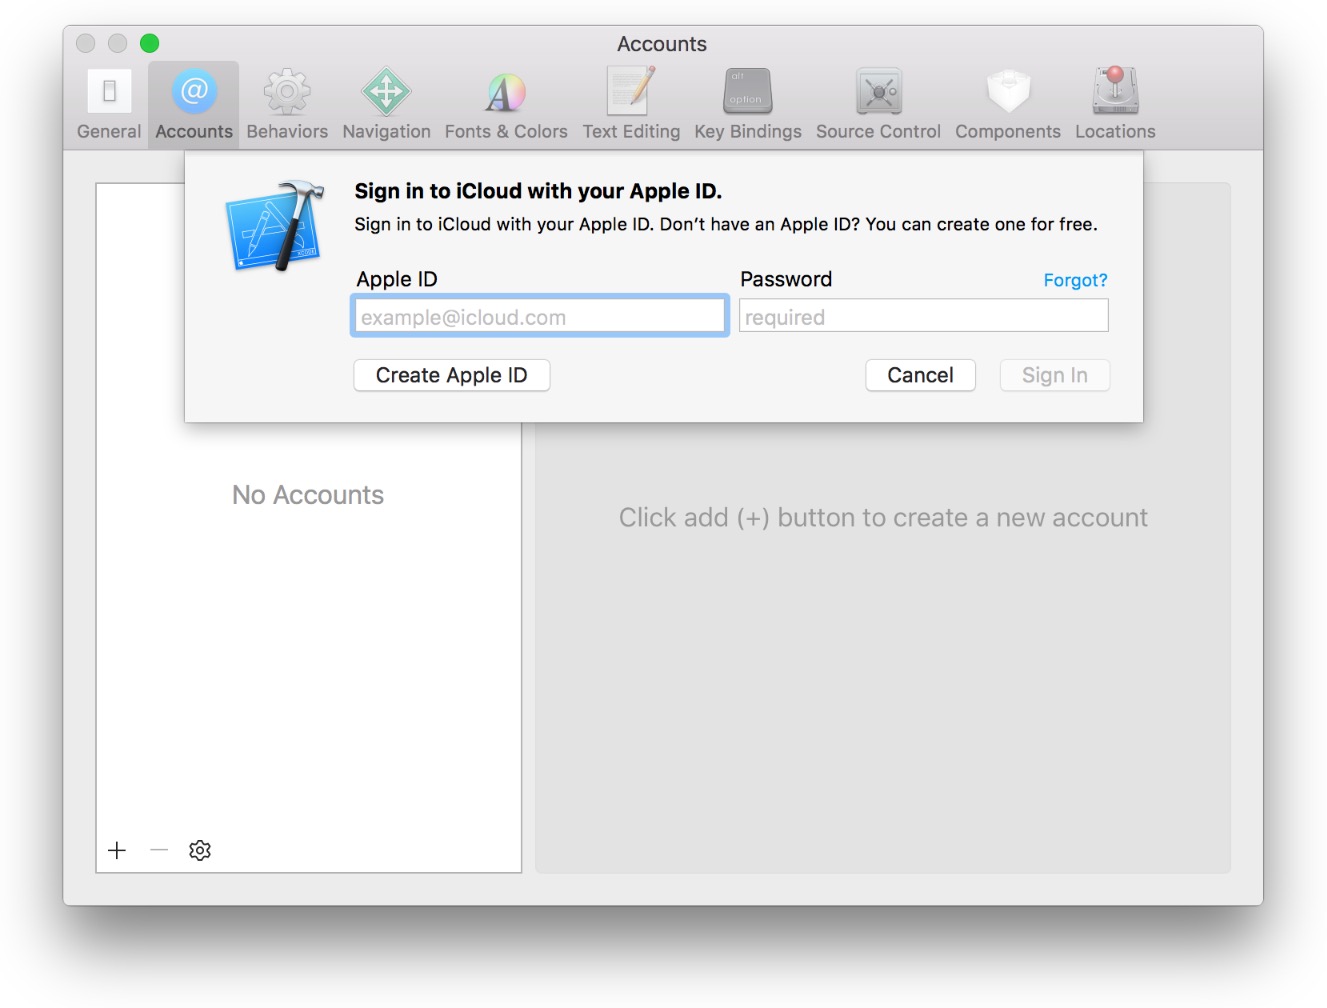 Accounts
General Accounts Behaviors Navigation Fonts & Colors Text Editing Key Bindings Source Control Components Locations
alt
option
Sign in to iCloud with your Apple ID.
Sign in to iCloud with your Apple ID. Don’t have an Apple ID? You can create one for free.
Apple ID Password Forgot?
example@icloud.com required
Create Apple ID Cancel Sign In
No Accounts
Click add (+) button to create a new account